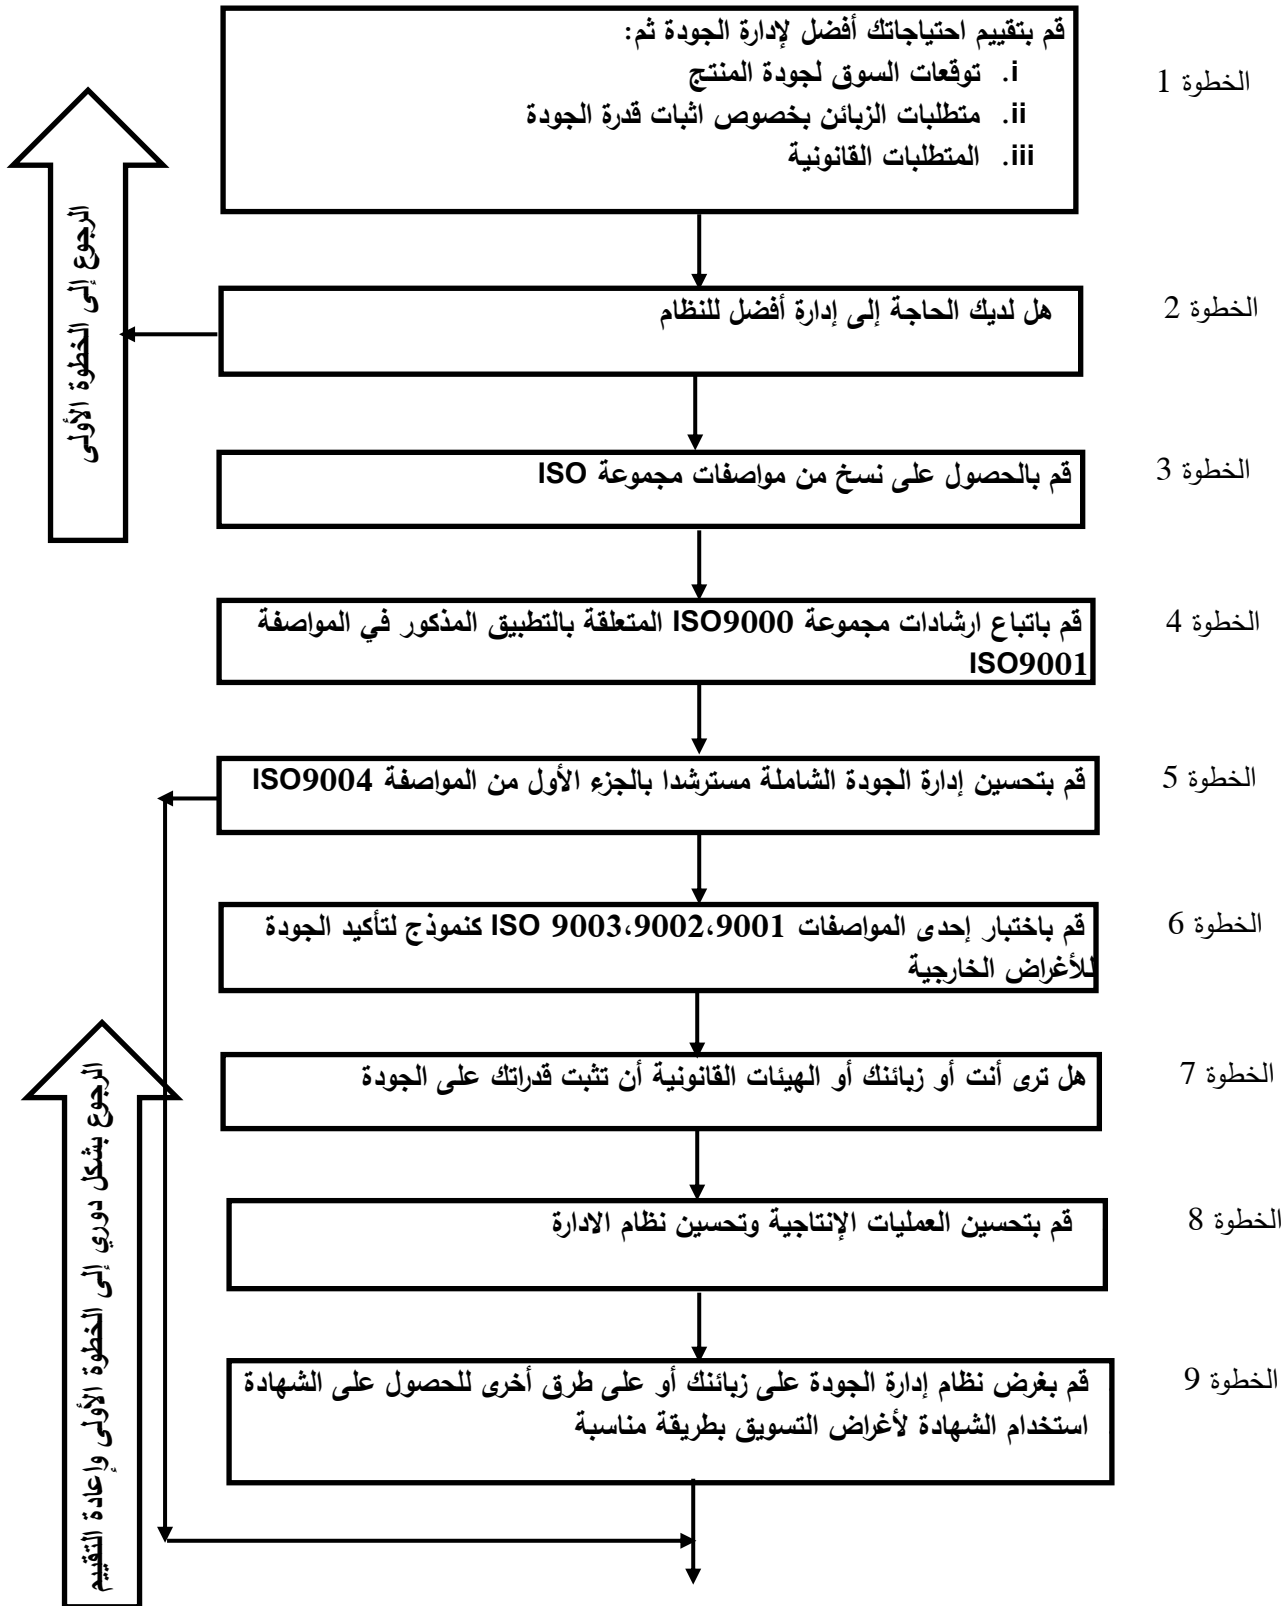 قم بتقييم احتياجاتك أفضل لإدارة الجودة ثم:
i. توقعات السوق لجودة المنتج
ii. متطلبات الزبائن بخصوص اثبات قدرة الجودة
iii. المتطلبات القانونية
الخطوة 1
هل لديك الحاجة إلى إدارة أفضل للنظام
الخطوة 2
الرجوع إلى الخطوة الأولى
قم بالحصول على نسخ من مواصفات مجموعة ISO
الخطوة 3
قم باتباع ارشادات مجموعة ISO9000 المتعلقة بالتطبيق المذكور في المواصفة
ISO9001
الخطوة 4
قم بتحسين إدارة الجودة الشاملة مسترشدا بالجزء الأول من المواصفة ISO9004
الخطوة 5
قم باختبار إحدى المواصفات ISO 9003،9002،9001 كنموذج لتأكيد الجودة
للأغراض الخارجية
الخطوة 6
هل ترى أنت أو زبائنك أو الهيئات القانونية أن تثبت قدراتك على الجودة
الخطوة 7
قم بتحسين العمليات الإنتاجية وتحسين نظام الادارة
الخطوة 8
قم بغرض نظام إدارة الجودة على زبائنك أو على طرق أخرى للحصول على الشهادة
استخدام الشهادة لأغراض التسويق بطريقة مناسبة
الخطوة 9
الرجوع بشكل دوري إلى الخطوة الأولى وإعادة التقييم